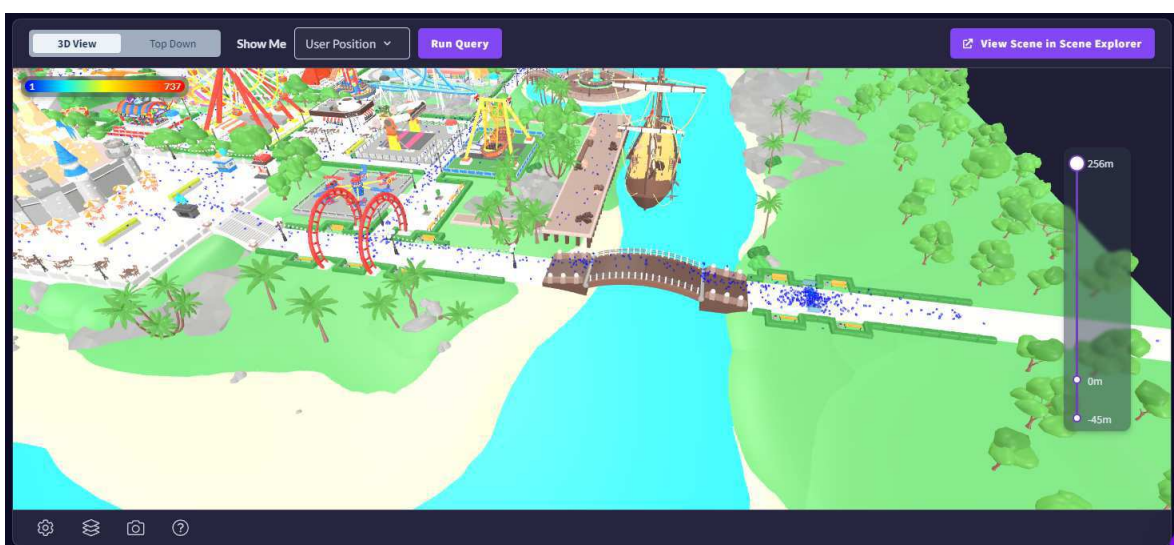 3D View
Top Down
Show Me
User Position
Run Query
View Scene in Scene Explorer
1
737
256m
0m
-45m
?